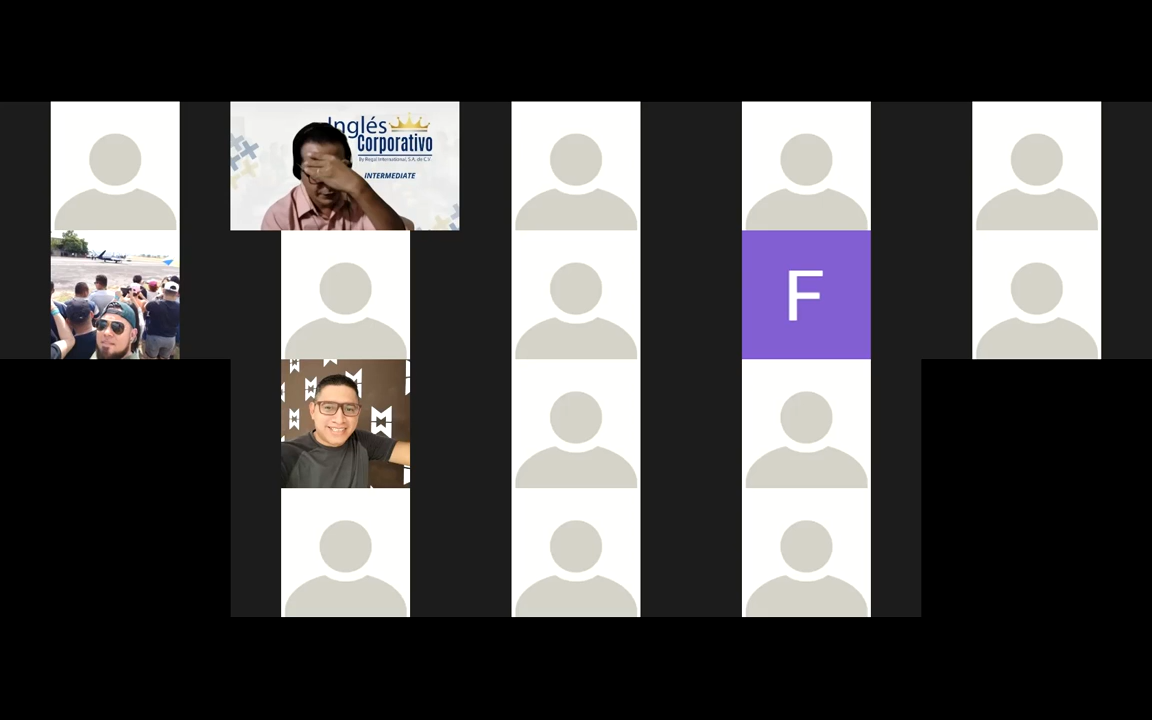 Inglés
Corporativo
By Regal International, S.A. de C.V.
INTERMEDIATE
F